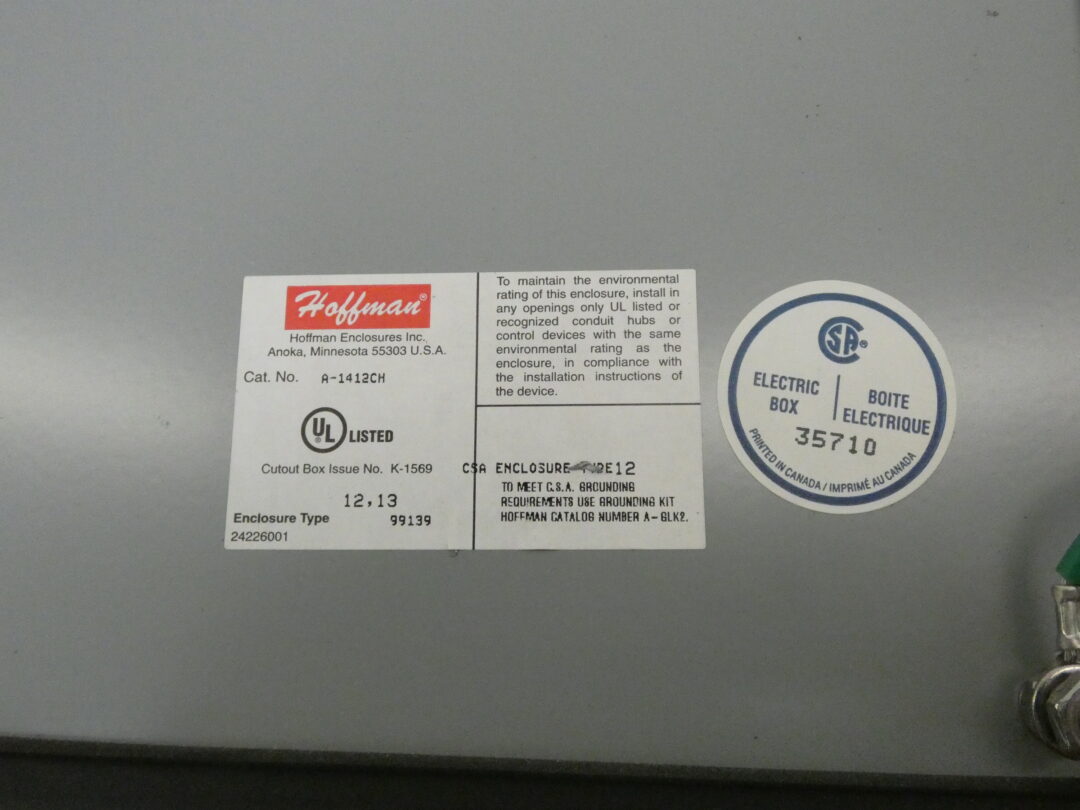 Hoffman®
Hoffman Enclosures Inc.
Anoka, Minnesota 55303 U.S.A.
Cat. No. A-1412CH
UL® LISTED
Cutout Box Issue No. K-1569
12,13
Enclosure Type 99139
24226001
To maintain the environmental
rating of this enclosure, install in
any openings only UL listed or
recognized conduit hubs or
control devices with the same
environmental rating as the
enclosure, in compliance with
the installation instructions of
the device.
CSA ENCLOSURE TYPE12
TO MEET C.S.A. GROUNDING
REQUIREMENTS USE GROUNDING KIT
HOFFMAN CATALOG NUMBER A-GLK2.
CSA®
ELECTRIC
BOX
BOITE
ELECTRIQUE
35710
PRINTED IN CANADA / IMPRIMÉ AU CANADA